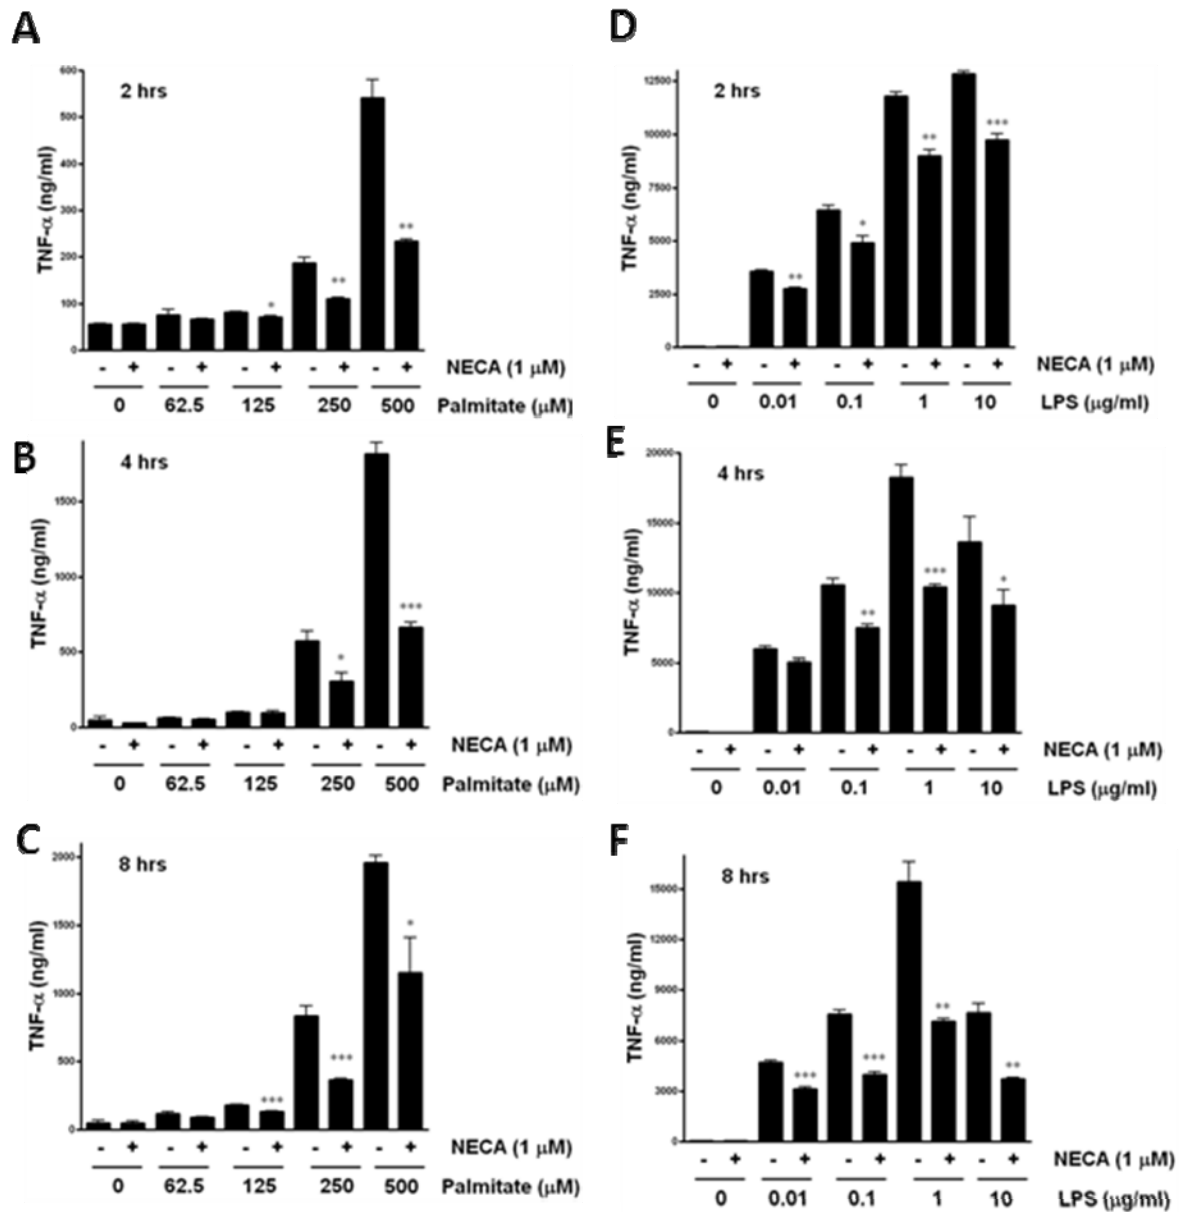 A
2 hrs
TNF-α (ng/ml)
600
500
400
300
200
100
0
*
**
**
- + - + - + - + - + NECA (1 μM)
0 62.5 125 250 500 Palmitate (μM)
B
4 hrs
TNF-α (ng/ml)
1500
1000
500
0
*
***
- + - + - + - + - + NECA (1 μM)
0 62.5 125 250 500 Palmitate (μM)
C
8 hrs
TNF-α (ng/ml)
2000
1500
1000
500
0
***
***
*
- + - + - + - + - + NECA (1 μM)
0 62.5 125 250 500 Palmitate (μM)
D
2 hrs
TNF-α (ng/ml)
12500
10000
7500
5000
2500
0
**
*
**
***
- + - + - + - + - + NECA (1 μM)
0 0.01 0.1 1 10 LPS (μg/ml)
E
4 hrs
TNF-α (ng/ml)
20000
15000
10000
5000
0
**
***
*
- + - + - + - + - + NECA (1 μM)
0 0.01 0.1 1 10 LPS (μg/ml)
F
8 hrs
TNF-α (ng/ml)
15000
12000
9000
6000
3000
0
***
***
**
**
- + - + - + - + - + NECA (1 μM)
0 0.01 0.1 1 10 LPS (μg/ml)